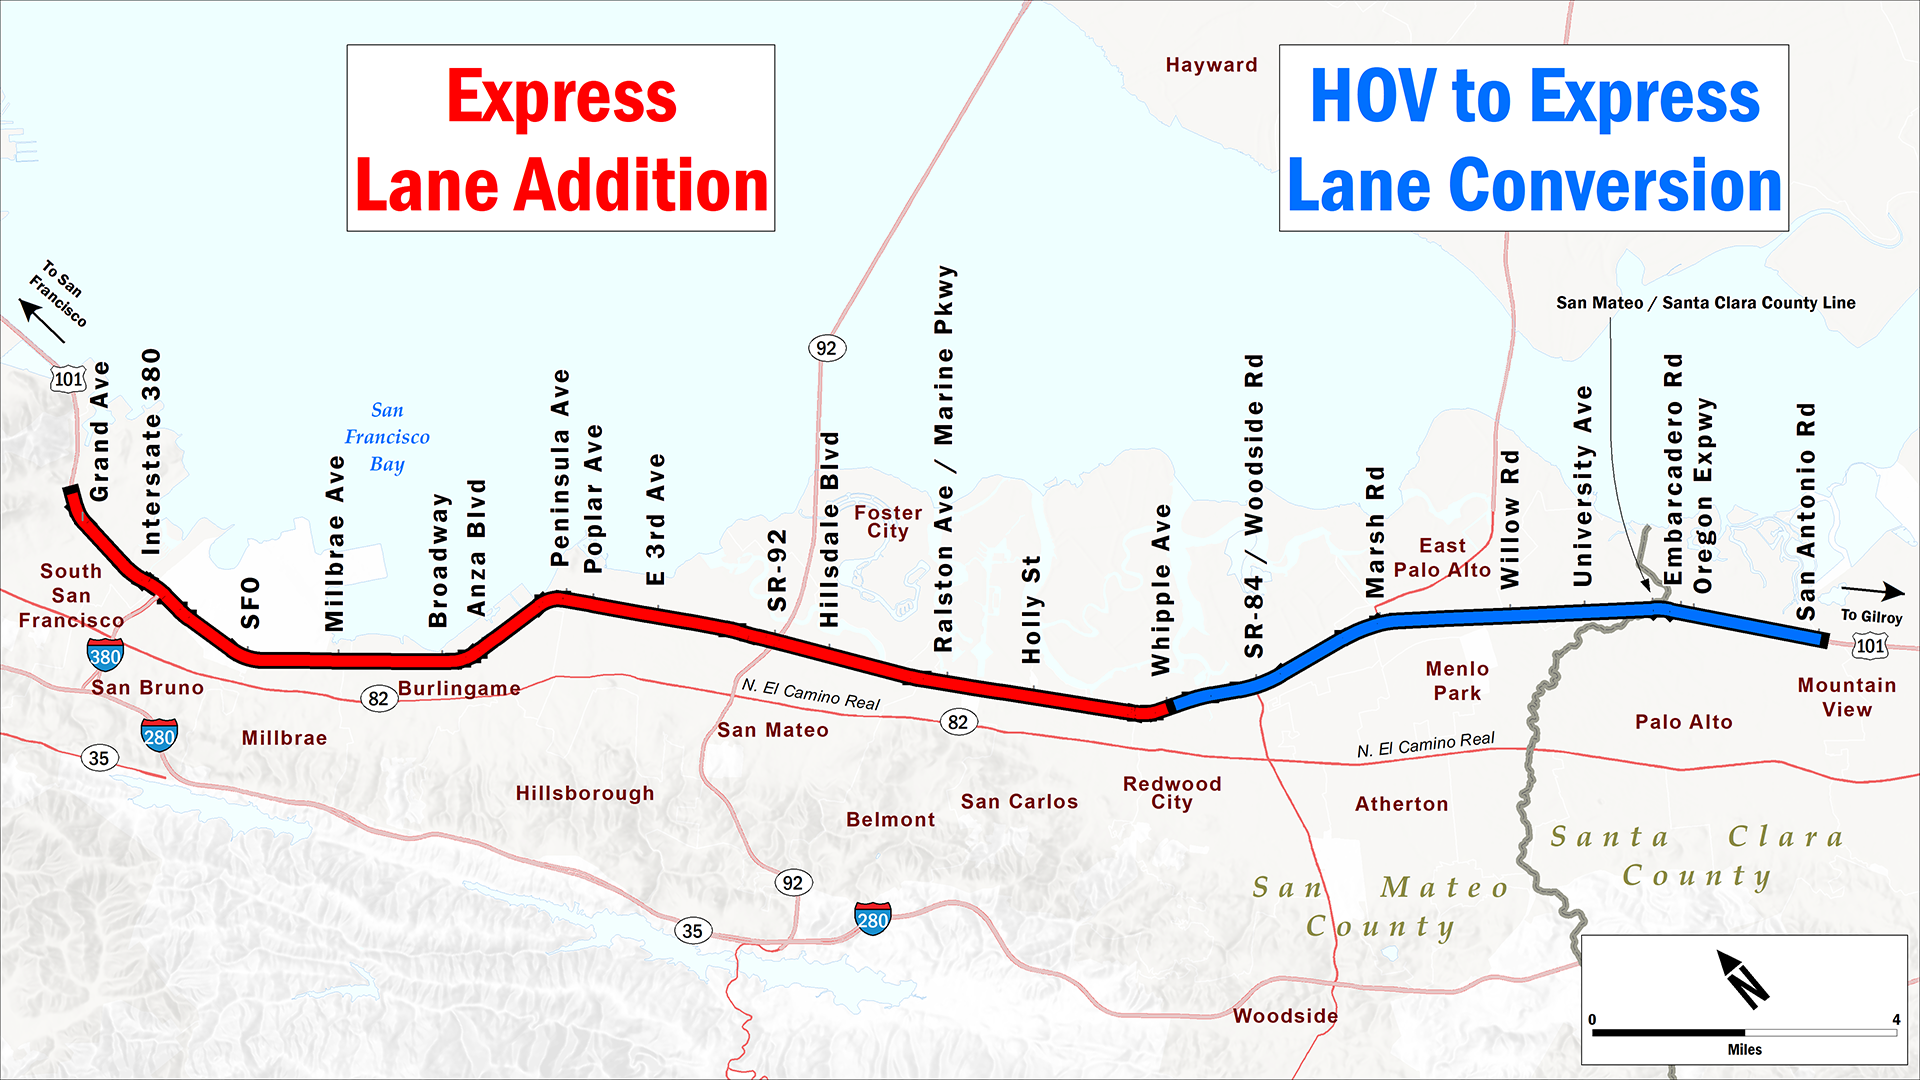 Express
Lane Addition
HOV to Express
Lane Conversion
Hayward
To San
Francisco
San Mateo / Santa Clara County Line
101
92
Grand Ave
Interstate 380
SFO
Millbrae Ave
Broadway
Anza Blvd
Peninsula Ave
Poplar Ave
E 3rd Ave
SR-92
Hillsdale Blvd
Ralston Ave / Marine Pkwy
Holly St
Whipple Ave
SR-84 / Woodside Rd
Marsh Rd
Willow Rd
University Ave
Embarcadero Rd
Oregon Expwy
San Antonio Rd
San
Francisco
Bay
Foster
City
East
Palo Alto
South
San
Francisco
To Gilroy
101
380
San Bruno
82
Burlingame
N. El Camino Real
82
San Mateo
Menlo
Park
Mountain
View
Palo Alto
280
Millbrae
35
N. El Camino Real
Hillsborough
Belmont
San Carlos
Redwood
City
Atherton
Santa Clara
County
San Mateo
County
92
280
35
Woodside
N
0 4
Miles